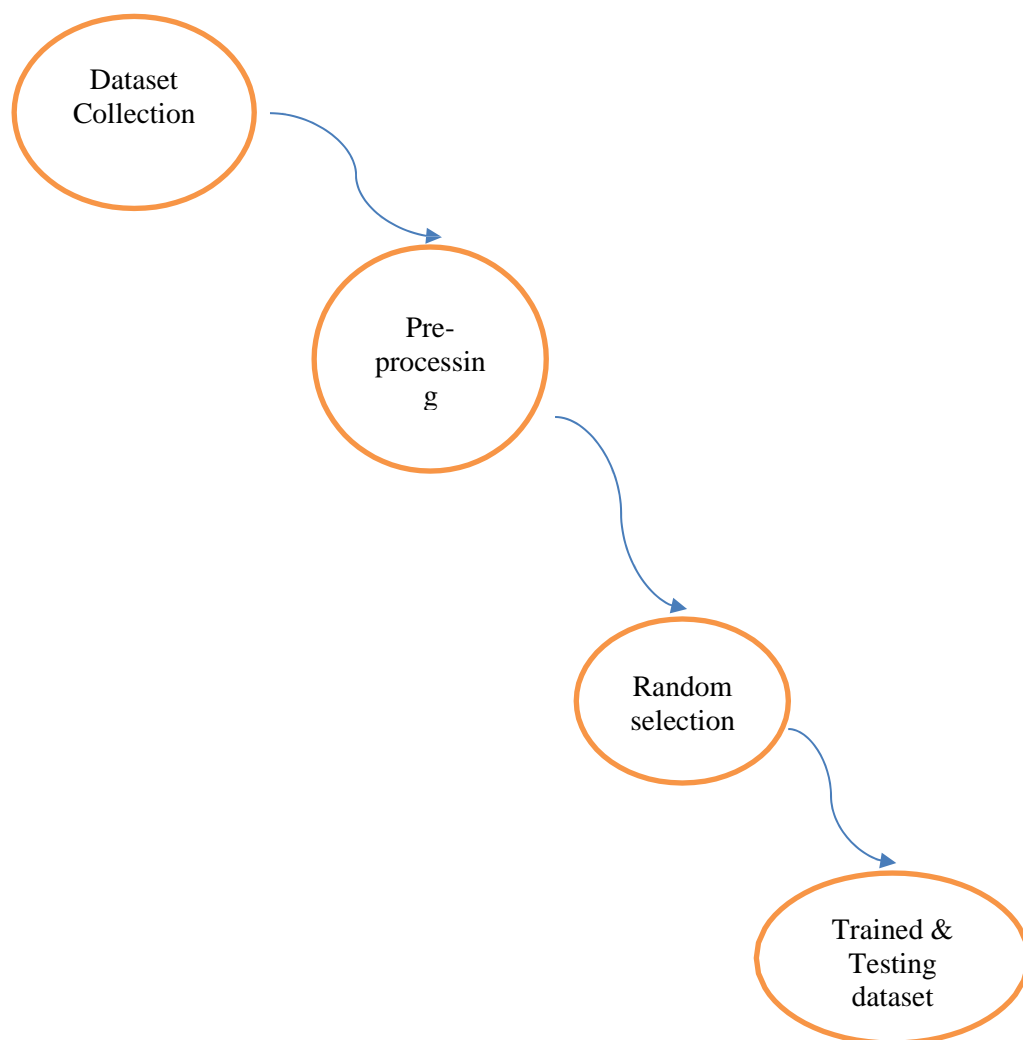 Dataset
Collection
Pre-
processin
g
Random
selection
Trained &
Testing
dataset